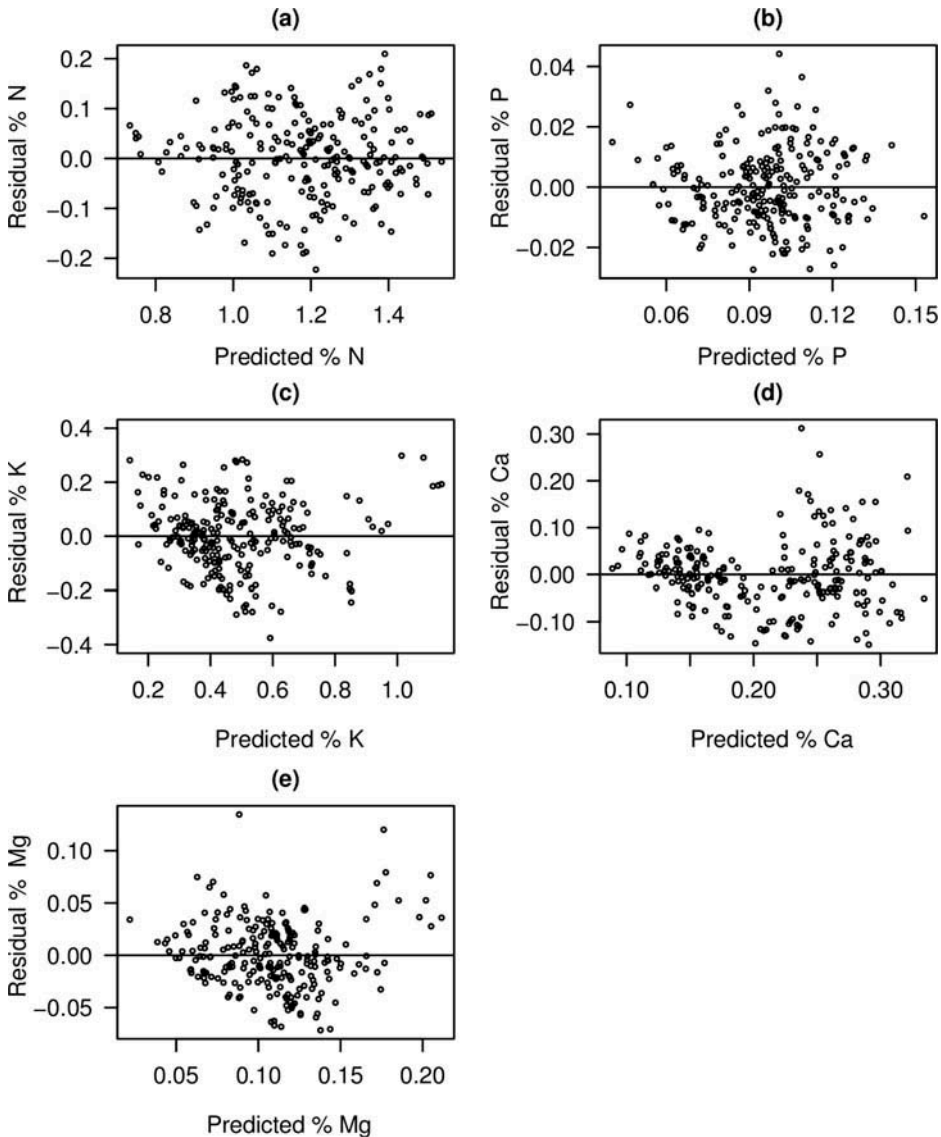 (a)
Residual % N
0.2
0.1
0.0
−0.1
−0.2
0.8 1.0 1.2 1.4
Predicted % N
(b)
Residual % P
0.04
0.02
0.00
−0.02
0.06 0.09 0.12 0.15
Predicted % P
(c)
Residual % K
0.4
0.2
0.0
−0.2
−0.4
0.2 0.4 0.6 0.8 1.0
Predicted % K
(d)
Residual % Ca
0.30
0.20
0.10
0.00
−0.10
0.10 0.20 0.30
Predicted % Ca
(e)
Residual % Mg
0.10
0.05
0.00
−0.05
0.05 0.10 0.15 0.20
Predicted % Mg